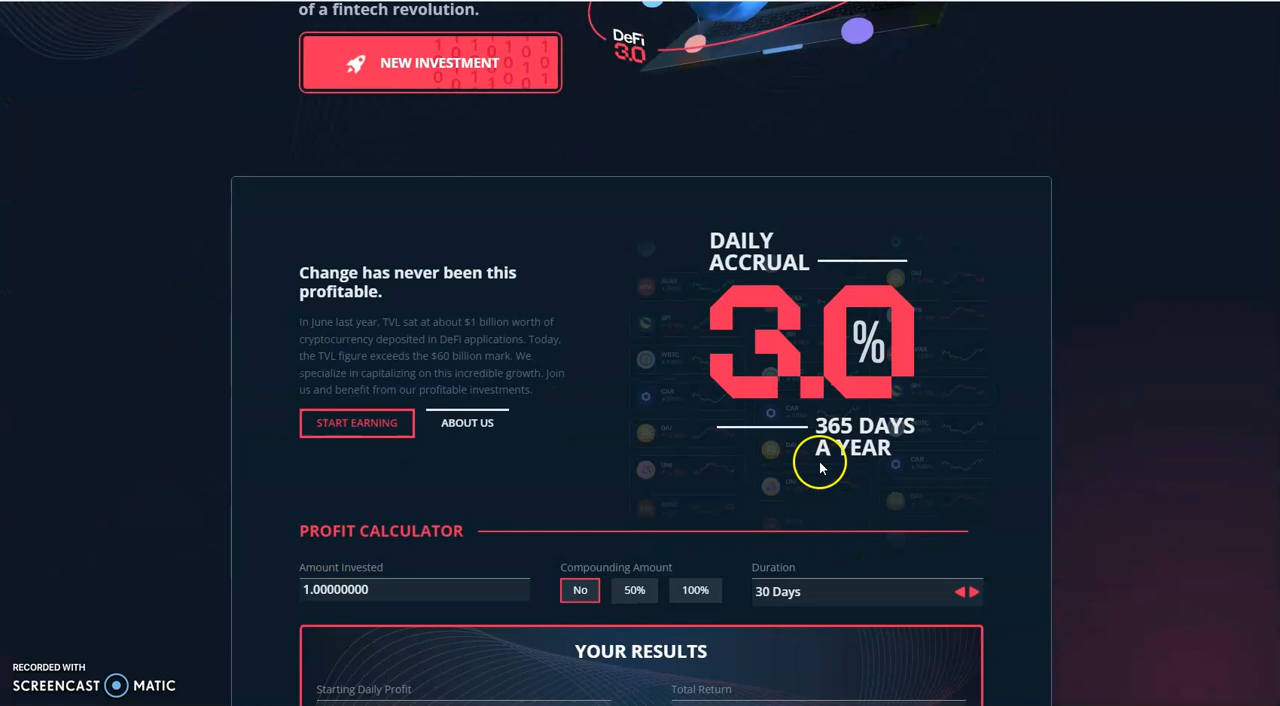 of a fintech revolution.
NEW INVESTMENT
DeFi
3.0
DAILY
ACCRUAL
3.0
%
365 DAYS
A YEAR
Change has never been this
profitable.
In June last year, TVL sat at about $1 billion worth of
cryptocurrency deposited in DeFi applications. Today,
the TVL figure exceeds the $60 billion mark. We
specialize in capitalizing on this incredible growth. Join
us and benefit from our profitable investments.
START EARNING
ABOUT US
PROFIT CALCULATOR
Amount Invested
1.00000000
Compounding Amount
No
50%
100%
Duration
30 Days
YOUR RESULTS
Starting Daily Profit
Total Return
RECORDED WITH
SCREENCAST MATIC